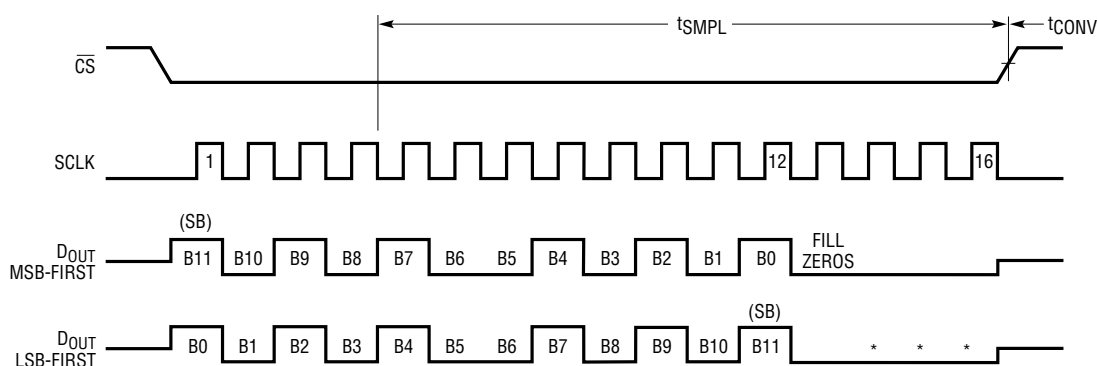 tSMPL tCONV
CS
SCLK 1 12 16
(SB)
DOUT
MSB-FIRST
B11 B10 B9 B8 B7 B6 B5 B4 B3 B2 B1 B0
FILL
ZEROS
(SB)
DOUT
LSB-FIRST
B0 B1 B2 B3 B4 B5 B6 B7 B8 B9 B10 B11 * * *